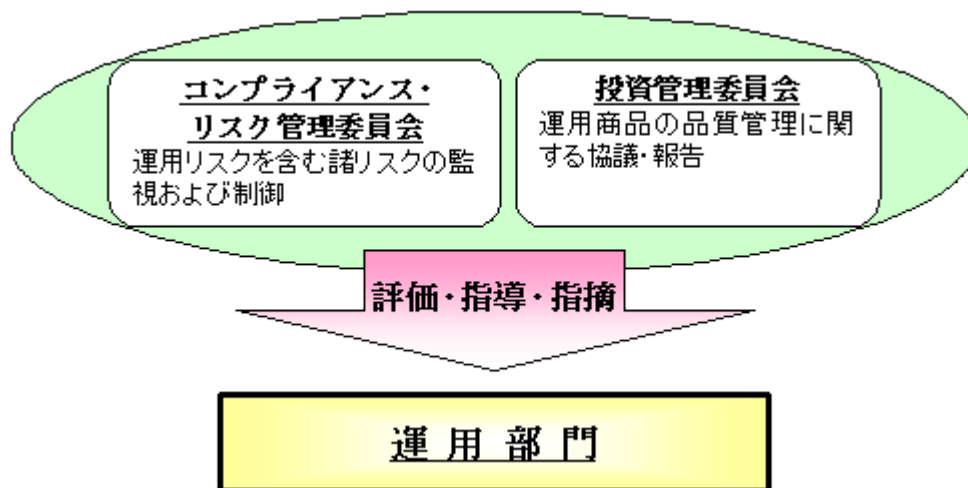 コンプライアンス・
リスク管理委員会
運用リスクを含む諸リスクの監
視および制御
投資管理委員会
運用商品の品質管理に関
する協議・報告
評価・指導・指摘
運用部門